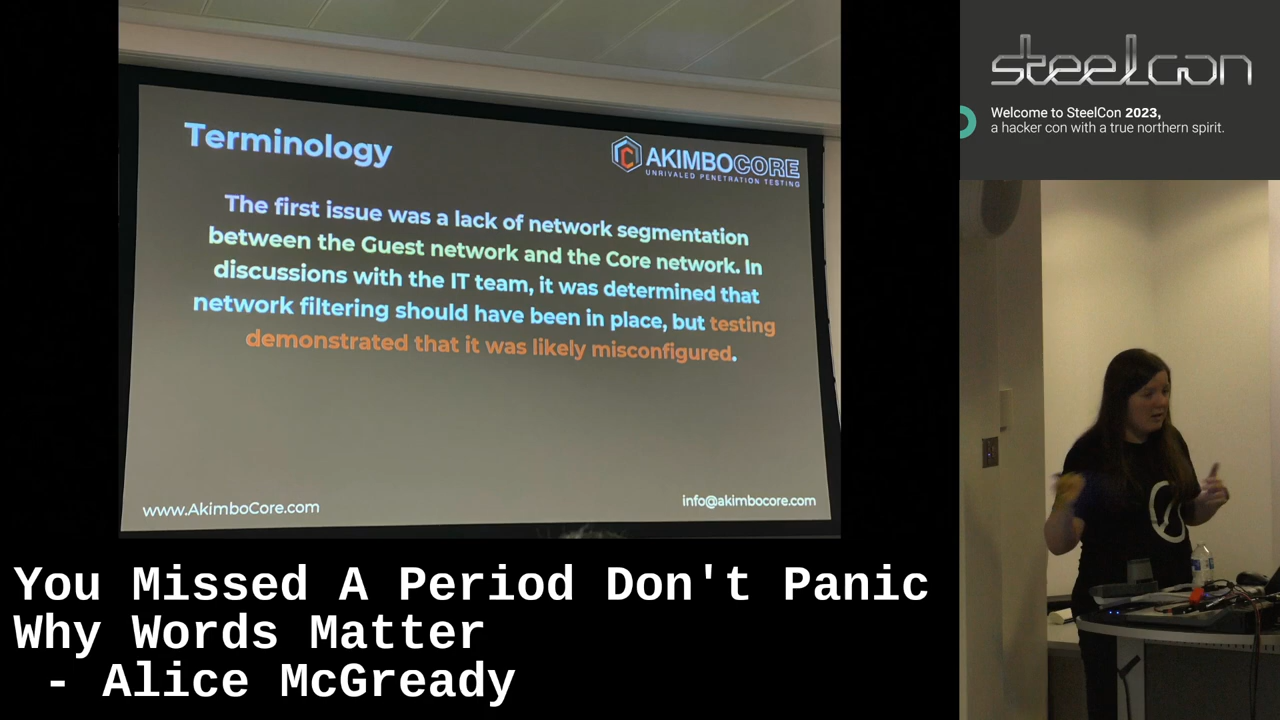 Terminology
AKIMBOCORE
UNRIVALED PENETRATION TESTING
The first issue was a lack of network segmentation
between the Guest network and the Core network. In
discussions with the IT team, it was determined that
network filtering should have been in place, but testing
demonstrated that it was likely misconfigured.
www.AkimboCore.com
info@akimbocore.com
steelcon
Welcome to SteelCon 2023,
a hacker con with a true northern spirit.
You Missed A Period Don't Panic
Why Words Matter
- Alice McGready